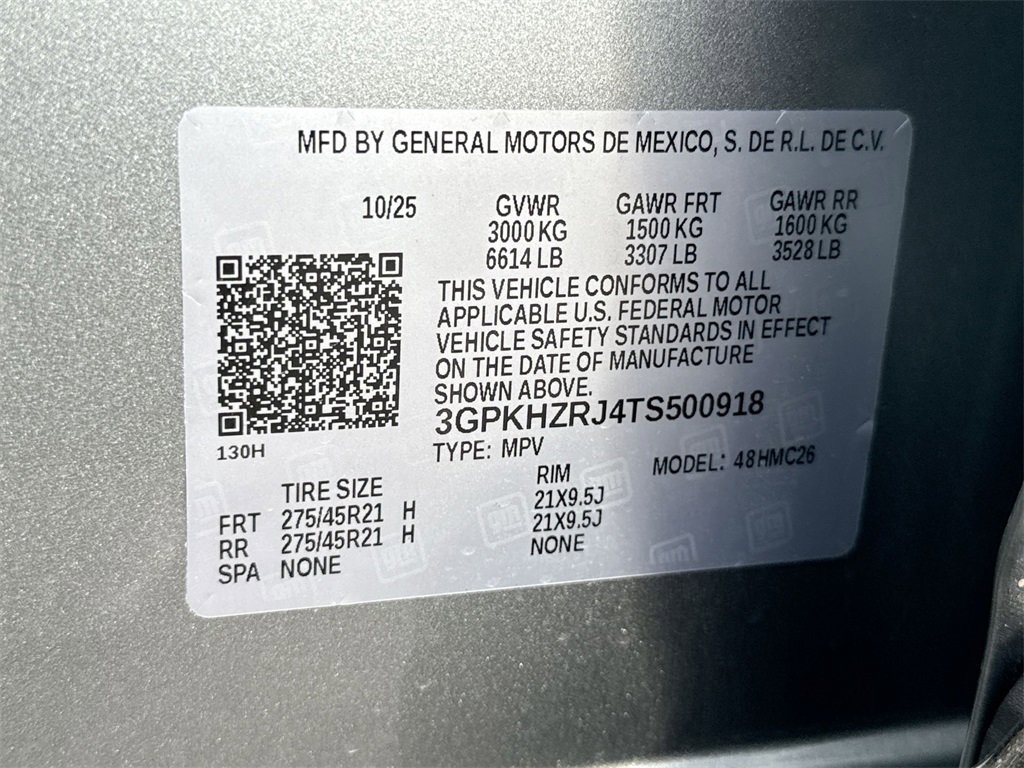 MFD BY GENERAL MOTORS DE MEXICO, S. DE R.L. DE C.V.
10/25 GVWR GAWR FRT GAWR RR
3000 KG 1500 KG 1600 KG
6614 LB 3307 LB 3528 LB
THIS VEHICLE CONFORMS TO ALL
APPLICABLE U.S. FEDERAL MOTOR
VEHICLE SAFETY STANDARDS IN EFFECT
ON THE DATE OF MANUFACTURE
SHOWN ABOVE.
3GPKHZRJ4TS500918
130H
TYPE: MPV MODEL: 48HMC26
TIRE SIZE RIM
FRT 275/45R21 H 21X9.5J
RR 275/45R21 H 21X9.5J
SPA NONE NONE
gm